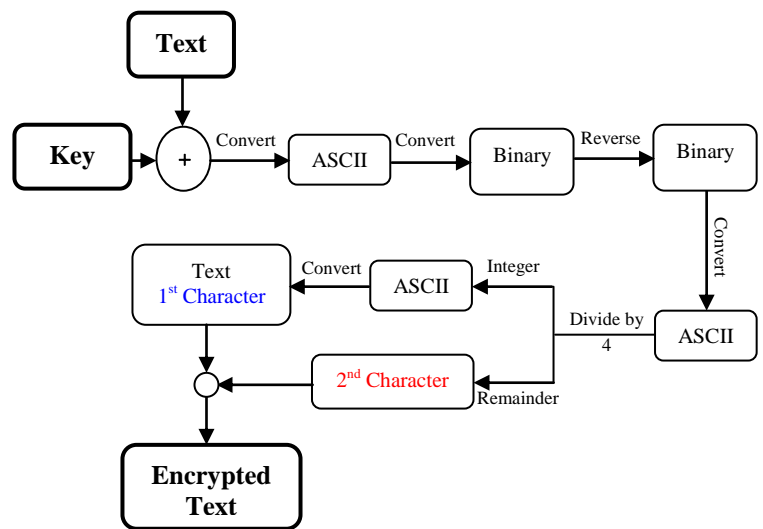 Text
Key
+
Convert
ASCII
Convert
Binary
Reverse
Binary
Convert
ASCII
Divide by
4
Integer
Remainder
ASCII
Convert
Text
1st Character
2nd Character
Encrypted
Text